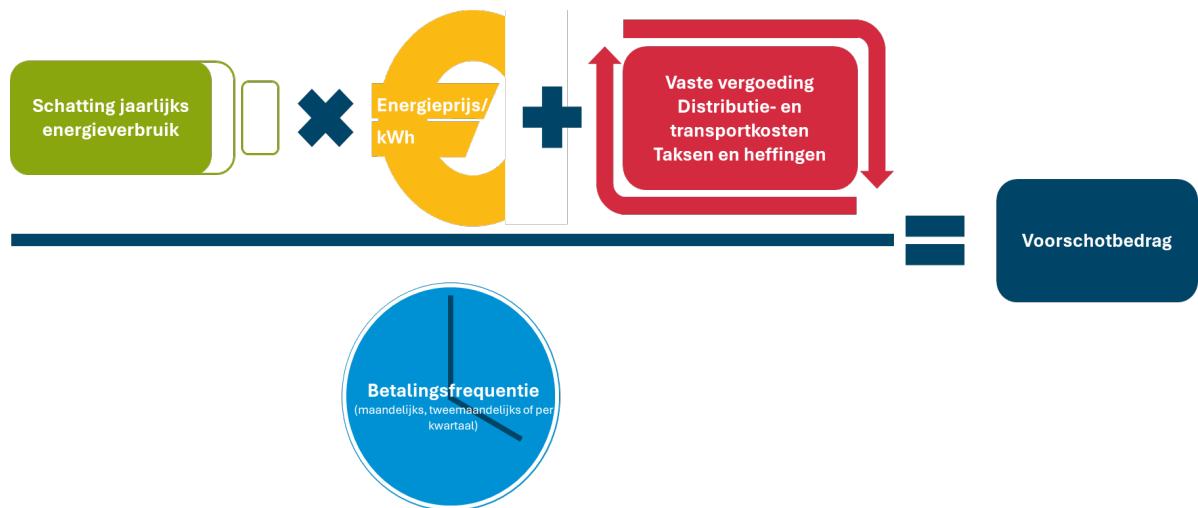 Schatting jaarlijks
energieverbruik
Energieprijs/
kWh
Vaste vergoeding
Distributie- en
transportkosten
Taksen en heffingen
Voorschotbedrag
Betalingsfrequentie
(maandelijks, tweemaandelijks of per
kwartaal)